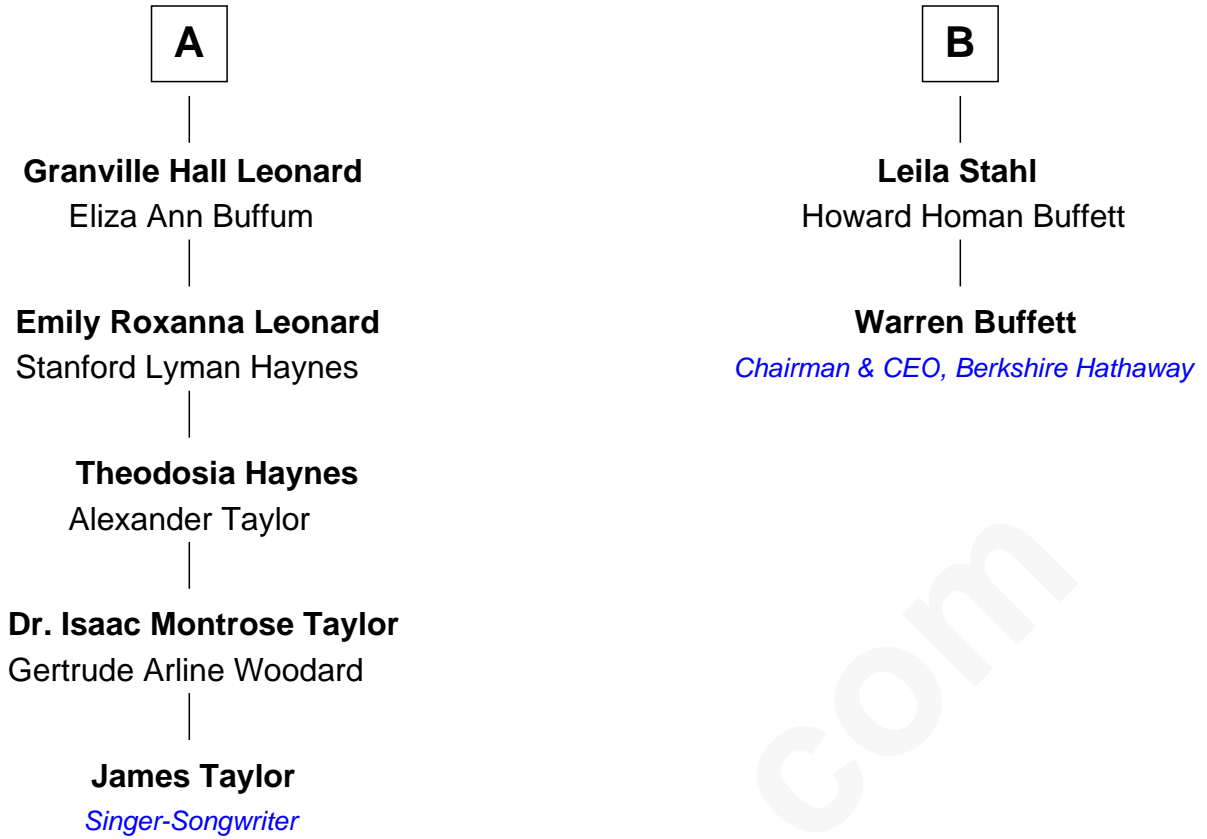 A
Granville Hall Leonard
Eliza Ann Buffum
Emily Roxanna Leonard
Stanford Lyman Haynes
Theodosia Haynes
Alexander Taylor
Dr. Isaac Montrose Taylor
Gertrude Arline Woodard
James Taylor
Singer-Songwriter
B
Leila Stahl
Howard Homan Buffett
Warren Buffett
Chairman & CEO, Berkshire Hathaway
com